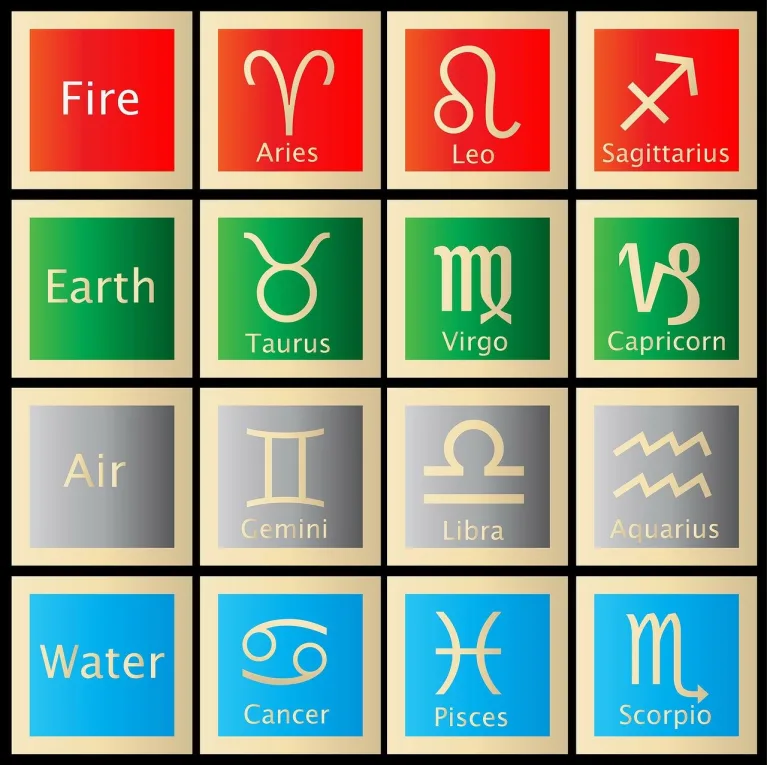 Fire
Aries
Leo
Sagittarius
Earth
Taurus
Virgo
Capricorn
Air
Gemini
Libra
Aquarius
Water
Cancer
Pisces
Scorpio